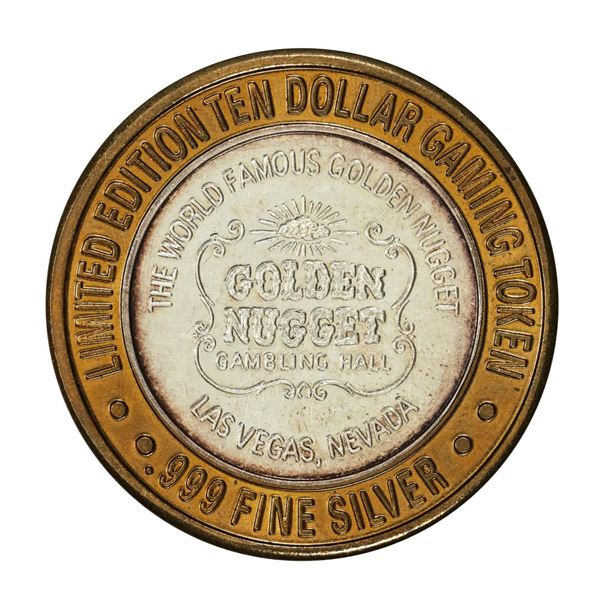 LIMITED EDITION TEN DOLLAR GAMING TOKEN
.999 FINE SILVER
THE WORLD FAMOUS GOLDEN NUGGET
GOLDEN
NUGGET
GAMBLING HALL
LAS VEGAS, NEVADA